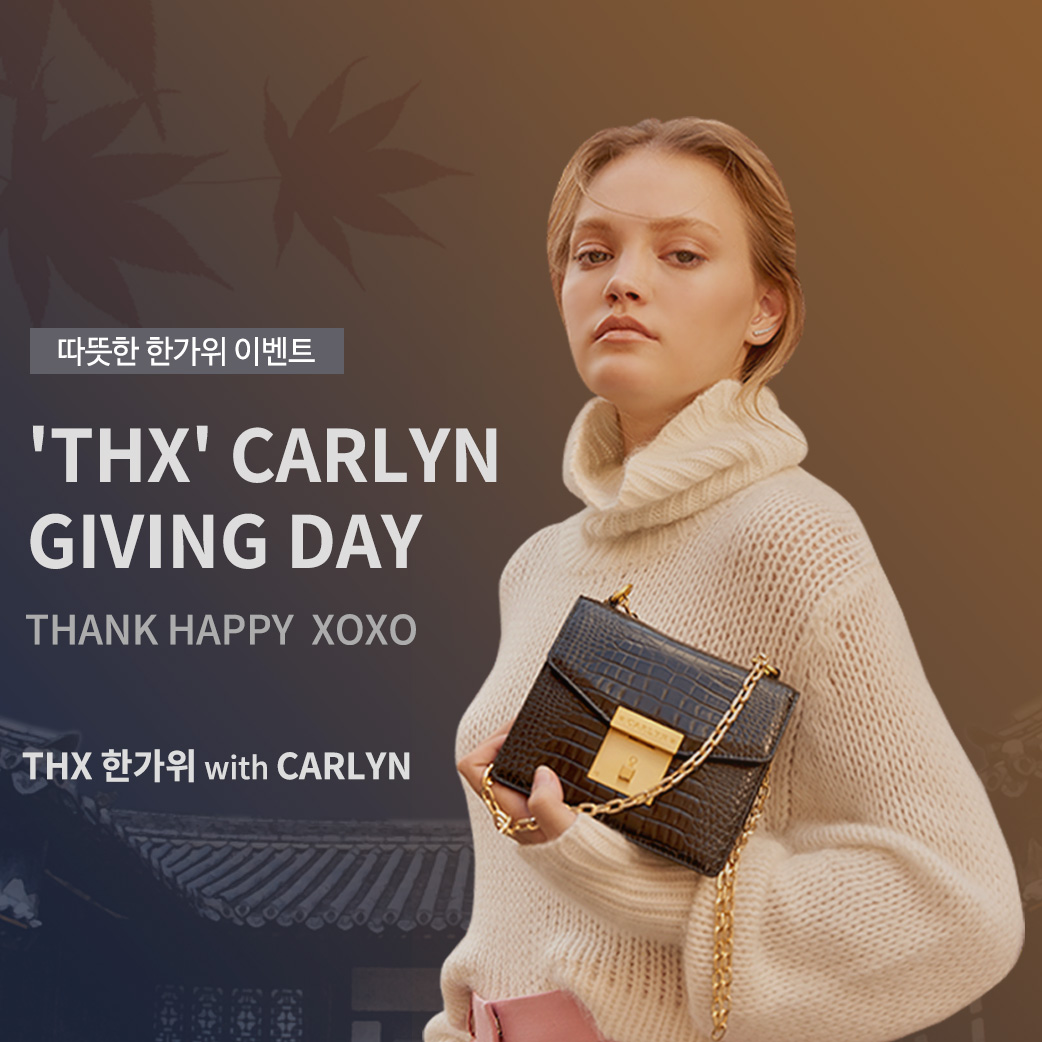 따뜻한 한가위 이벤트
'THX' CARLYN
GIVING DAY
THANK HAPPY XOXO
THX 한가위 with CARLYN
CARLYN